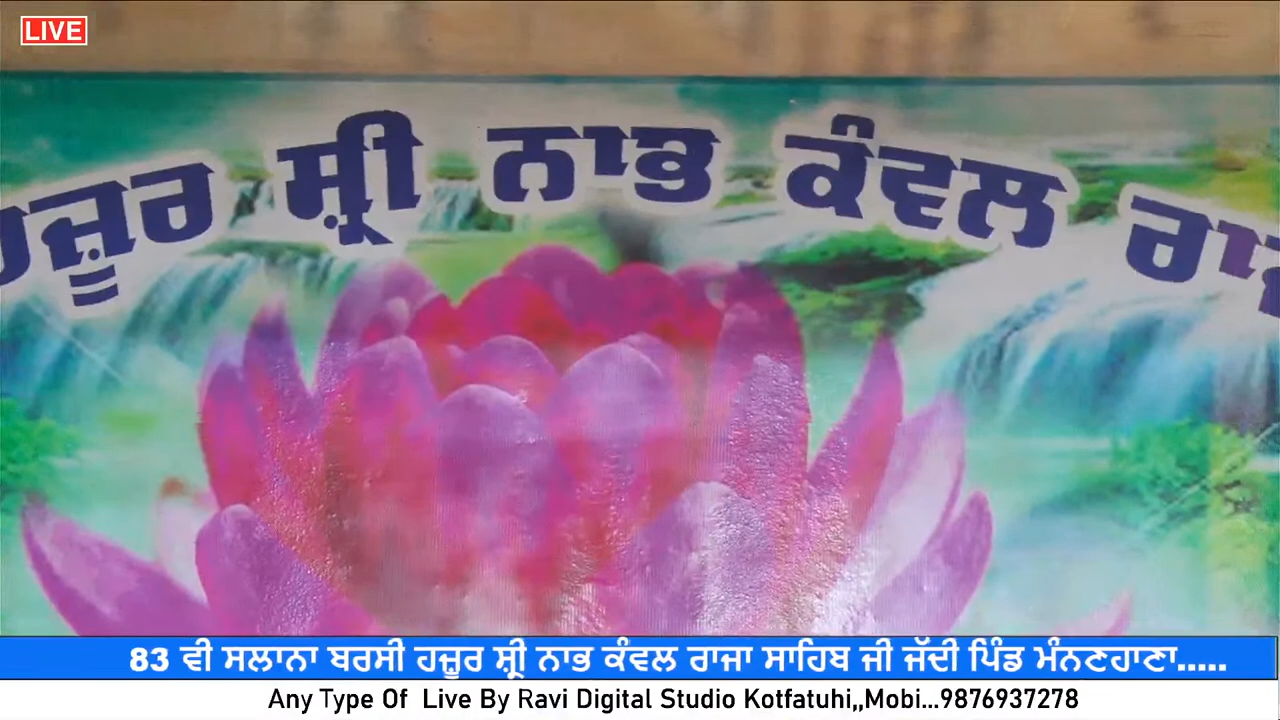 LIVE
ਹਜ਼ੂਰ ਸ਼੍ਰੀ ਨਾਭ ਕੰਵਲ ਰਾਜ
83 ਵੀ ਸਲਾਨਾ ਬਰਸੀ ਹਜ਼ੂਰ ਸ਼੍ਰੀ ਨਾਭ ਕੰਵਲ ਰਾਜਾ ਸਾਹਿਬ ਜੀ ਜੱਦੀ ਪਿੰਡ ਮੰਨਣਹਾਣਾ.....
Any Type Of Live By Ravi Digital Studio Kotfatuhi,,Mobi...9876937278